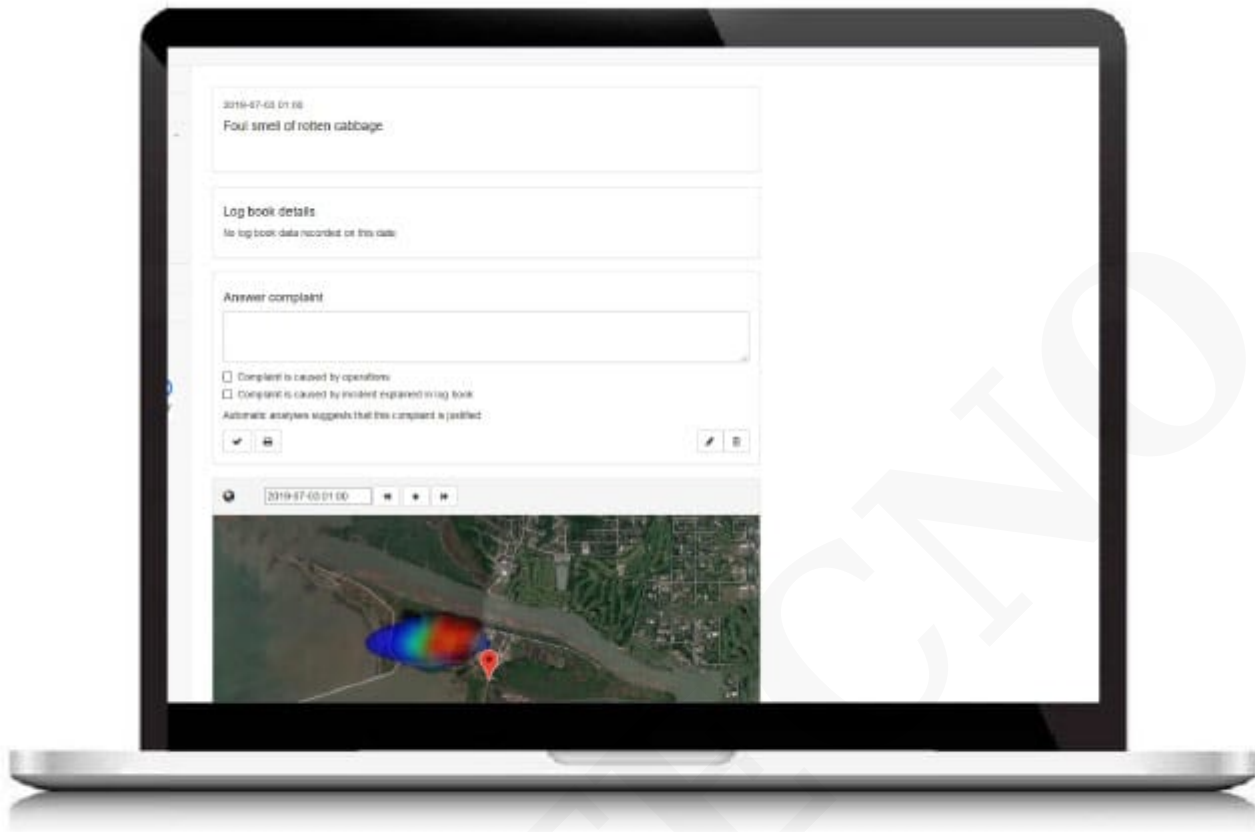 2019-07-03 01:00
Foul smell of rotten cabbage
Log book details
No log book data recorded on this date
Answer complaint
Complaint is caused by operations
Complaint is caused by incident explained in log book
Automatic analyses suggests that this complaint is justified
2019-07-03 01:00